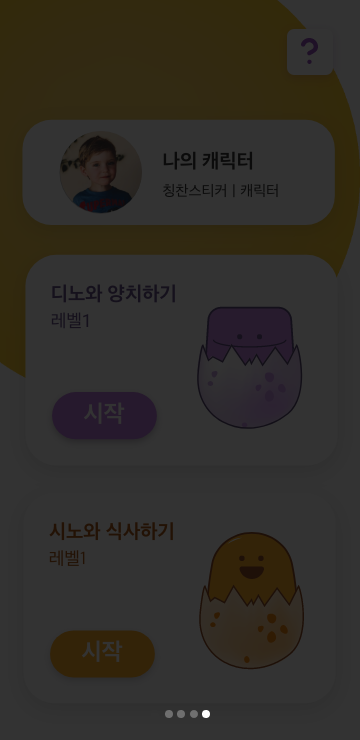 ?
나의 캐릭터
칭찬스티커 | 캐릭터
디노와 양치하기
레벨1
시작
시노와 식사하기
레벨1
시작